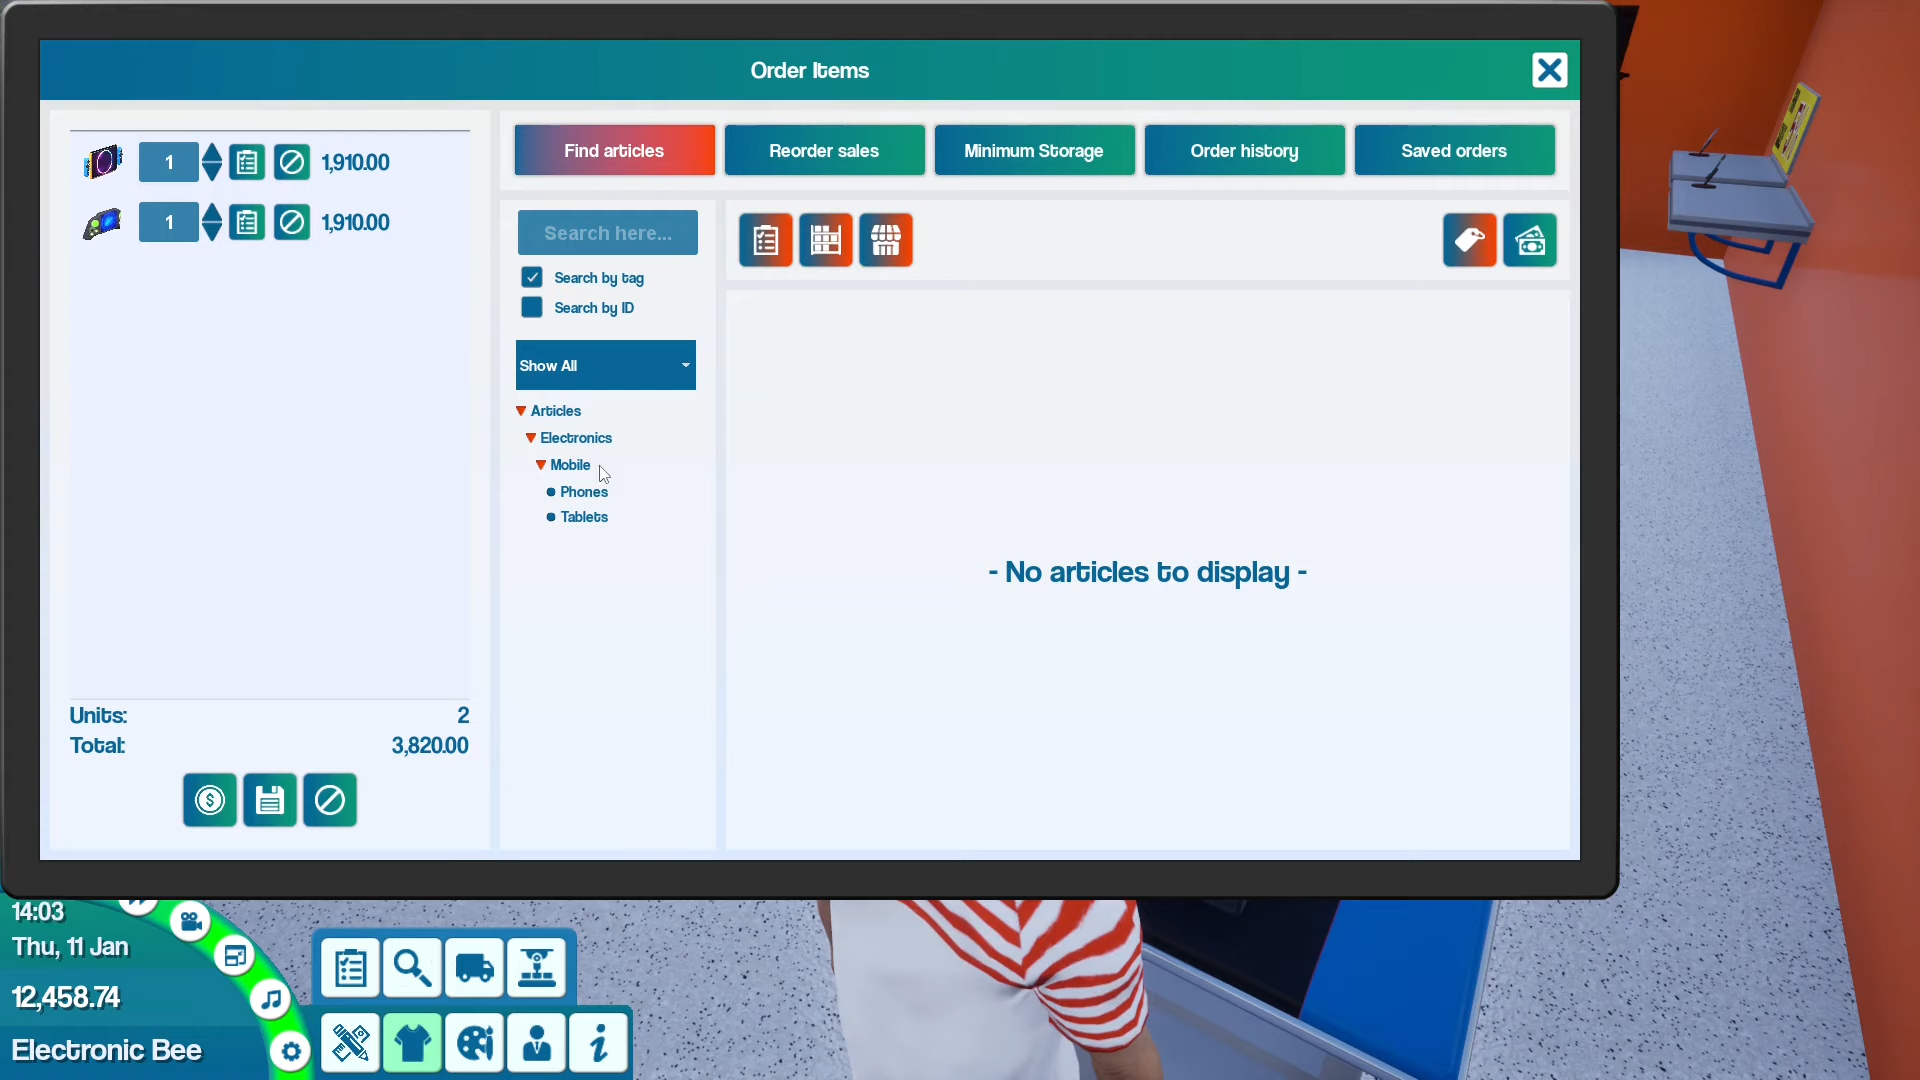 Order Items
1
1,910.00
1
1,910.00
Units: 2
Total: 3,820.00
Find articles
Reorder sales
Minimum Storage
Order history
Saved orders
Search here...
Search by tag
Search by ID
Show All
Articles
Electronics
Mobile
Phones
Tablets
- No articles to display -
14:03
Thu, 11 Jan
12,458.74
Electronic Bee